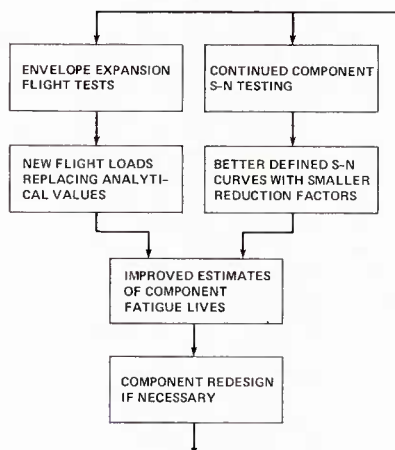 ENVELOPE EXPANSION
FLIGHT TESTS
CONTINUED COMPONENT
S-N TESTING
NEW FLIGHT LOADS
REPLACING ANALYTI-
CAL VALUES
BETTER DEFINED S-N
CURVES WITH SMALLER
REDUCTION FACTORS
IMPROVED ESTIMATES
OF COMPONENT
FATIGUE LIVES
COMPONENT REDESIGN
IF NECESSARY